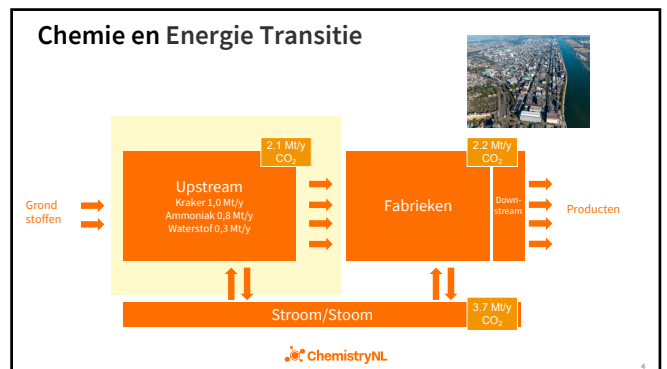 Chemie en Energie Transitie
2.1 Mt/y
CO₂
2.2 Mt/y
CO₂
Upstream
Kraker 1,0 Mt/y
Ammoniak 0,8 Mt/y
Waterstof 0,3 Mt/y
Grond
stoffen
Fabrieken
Down-
stream
Producten
Stroom/Stoom
3.7 Mt/y
CO₂
ChemistryNL
4